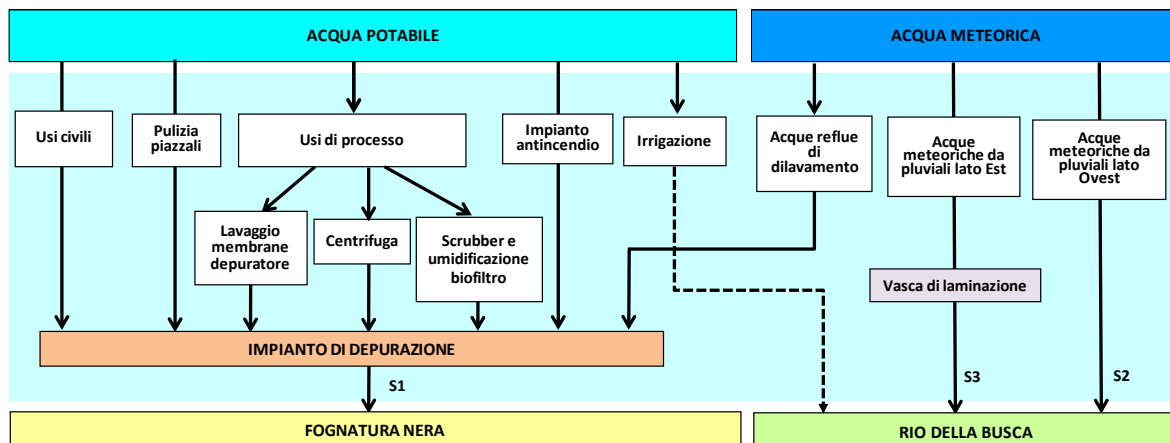 ACQUA POTABILE
ACQUA METEORICA
Usi civili
Pulizia
piazzali
Usi di processo
Impianto
antincendio
Irrigazione
Acque reflue
di
dilavamento
Acque
meteoriche da
pluviali lato Est
Acque
meteoriche da
pluviali lato
Ovest
Lavaggio
membrane
depuratore
Centrifuga
Scrubber e
umidificazione
biofiltro
Vasca di laminazione
IMPIANTO DI DEPURAZIONE
S1
S3
S2
FOGNATURA NERA
RIO DELLA BUSCA